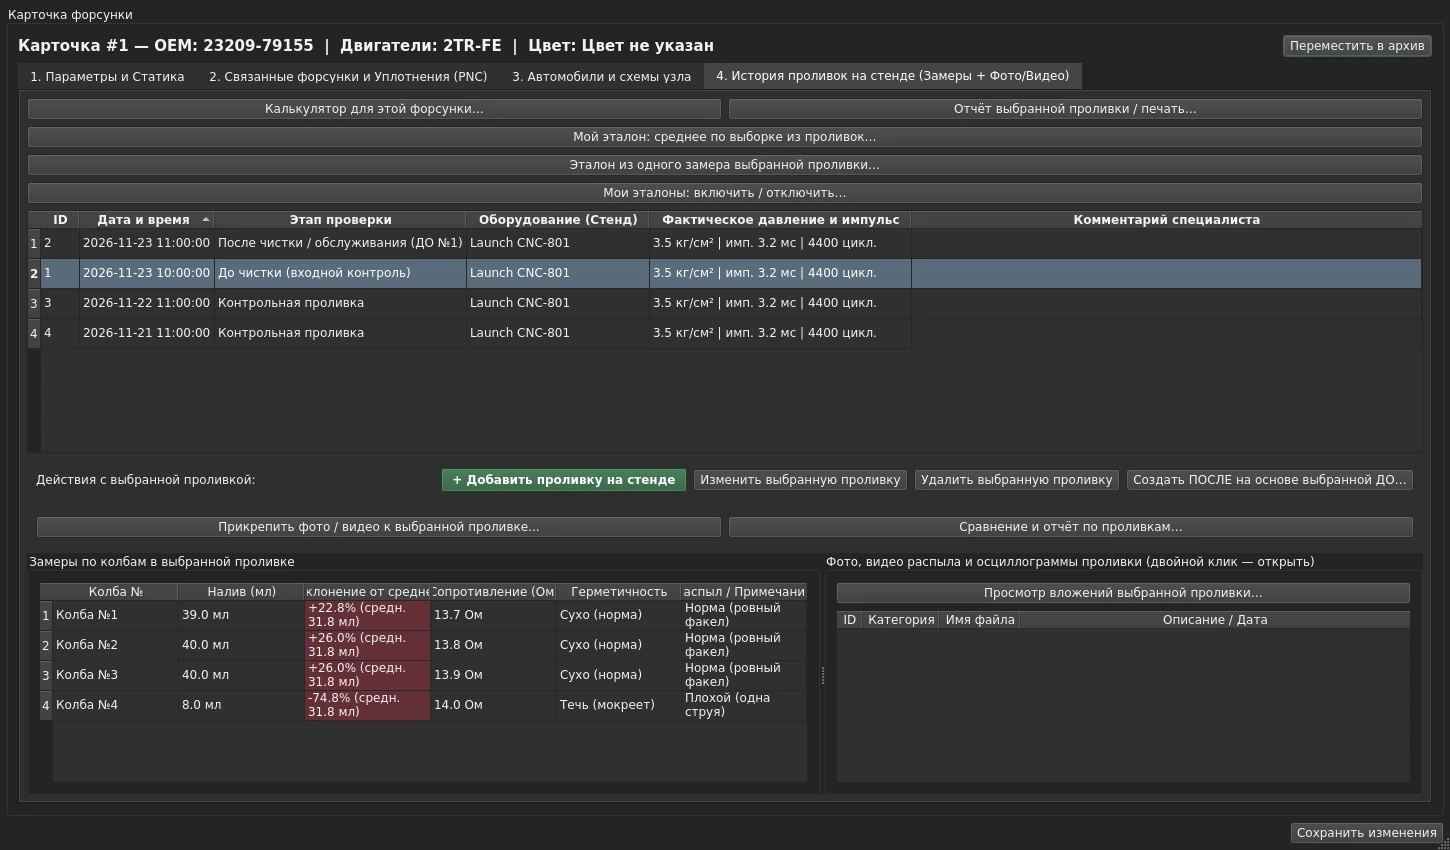 Карточка форсунки
Карточка #1 — OEM: 23209-79155 | Двигатели: 2TR-FE | Цвет: Цвет не указан
Переместить в архив
1. Параметры и Статика
2. Связанные форсунки и Уплотнения (PNC)
3. Автомобили и схемы узла
4. История проливок на стенде (Замеры + Фото/Видео)
Калькулятор для этой форсунки...
Отчёт выбранной проливки / печать...
Мой эталон: среднее по выборке из проливок...
Эталон из одного замера выбранной проливки...
Мои эталоны: включить / отключить...
ID Дата и время Этап проверки Оборудование (Стенд) Фактическое давление и импульс Комментарий специалиста
1 2 2026-11-23 11:00:00 После чистки / обслуживания (ДО №1) Launch CNC-801 3.5 кг/см² | имп. 3.2 мс | 4400 цикл.
2 1 2026-11-23 10:00:00 До чистки (входной контроль) Launch CNC-801 3.5 кг/см² | имп. 3.2 мс | 4400 цикл.
3 3 2026-11-22 11:00:00 Контрольная проливка Launch CNC-801 3.5 кг/см² | имп. 3.2 мс | 4400 цикл.
4 4 2026-11-21 11:00:00 Контрольная проливка Launch CNC-801 3.5 кг/см² | имп. 3.2 мс | 4400 цикл.
Действия с выбранной проливкой:
+ Добавить проливку на стенде
Изменить выбранную проливку
Удалить выбранную проливку
Создать ПОСЛЕ на основе выбранной ДО...
Прикрепить фото / видео к выбранной проливке...
Сравнение и отчёт по проливкам...
Замеры по колбам в выбранной проливке
Колба № Налив (мл) клонение от средне Сопротивление (Ом Герметичность аспыл / Примечани
1 Колба №1 39.0 мл +22.8% (средн. 31.8 мл) 13.7 Ом Сухо (норма) Норма (ровный факел)
2 Колба №2 40.0 мл +26.0% (средн. 31.8 мл) 13.8 Ом Сухо (норма) Норма (ровный факел)
3 Колба №3 40.0 мл +26.0% (средн. 31.8 мл) 13.9 Ом Сухо (норма) Норма (ровный факел)
4 Колба №4 8.0 мл -74.8% (средн. 31.8 мл) 14.0 Ом Течь (мокреет) Плохой (одна струя)
Фото, видео распыла и осциллограммы проливки (двойной клик — открыть)
Просмотр вложений выбранной проливки...
ID Категория Имя файла Описание / Дата
Сохранить изменения